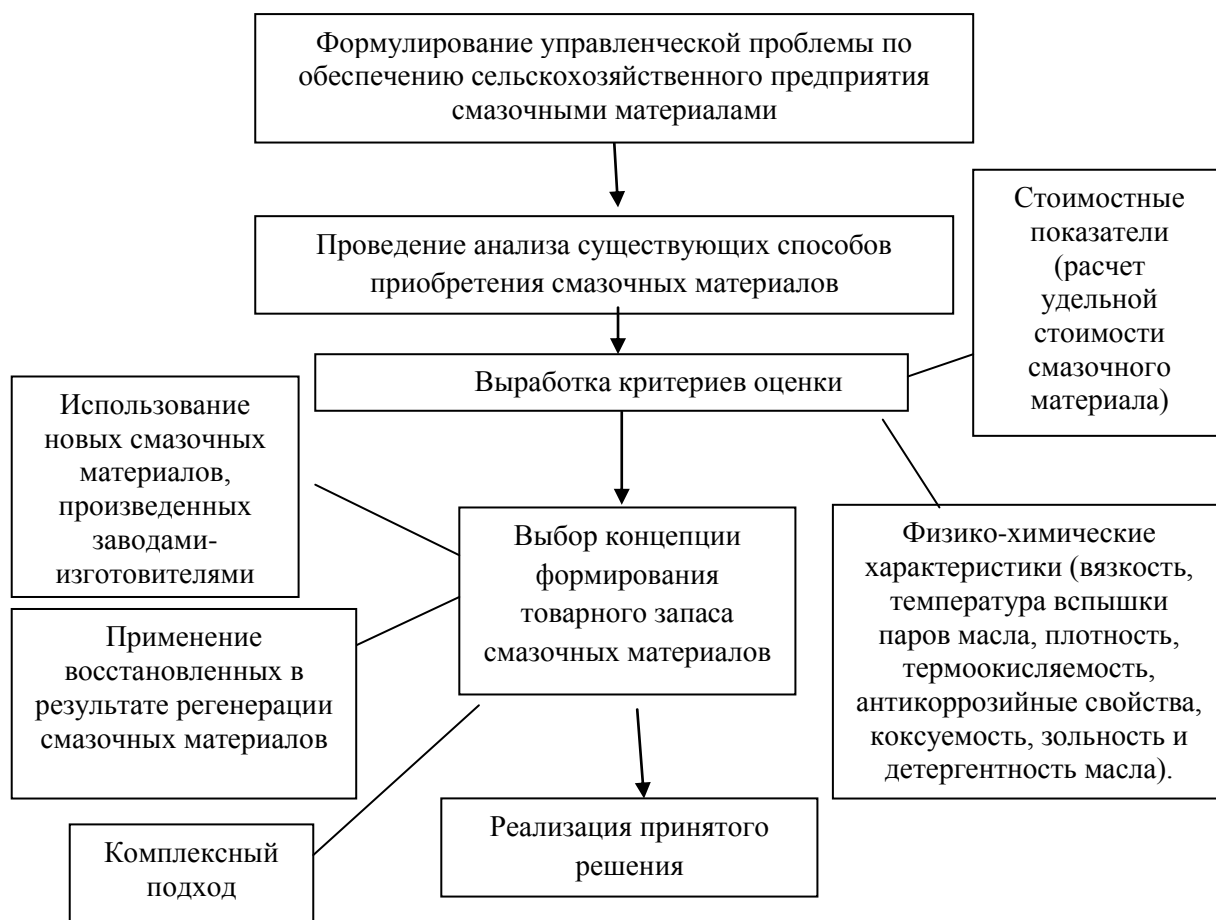 Формулирование управленческой проблемы по
обеспечению сельскохозяйственного предприятия
смазочными материалами
Проведение анализа существующих способов
приобретения смазочных материалов
Стоимостные
показатели
(расчет
удельной
стоимости
смазочного
материала)
Выработка критериев оценки
Использование
новых смазочных
материалов,
произведенных
заводами-
изготовителями
Выбор концепции
формирования
товарного запаса
смазочных материалов
Физико-химические
характеристики (вязкость,
температура вспышки
паров масла, плотность,
термоокисляемость,
антикоррозийные свойства,
коксуемость, зольность и
детергентность масла).
Применение
восстановленных в
результате регенерации
смазочных материалов
Комплексный
подход
Реализация принятого
решения